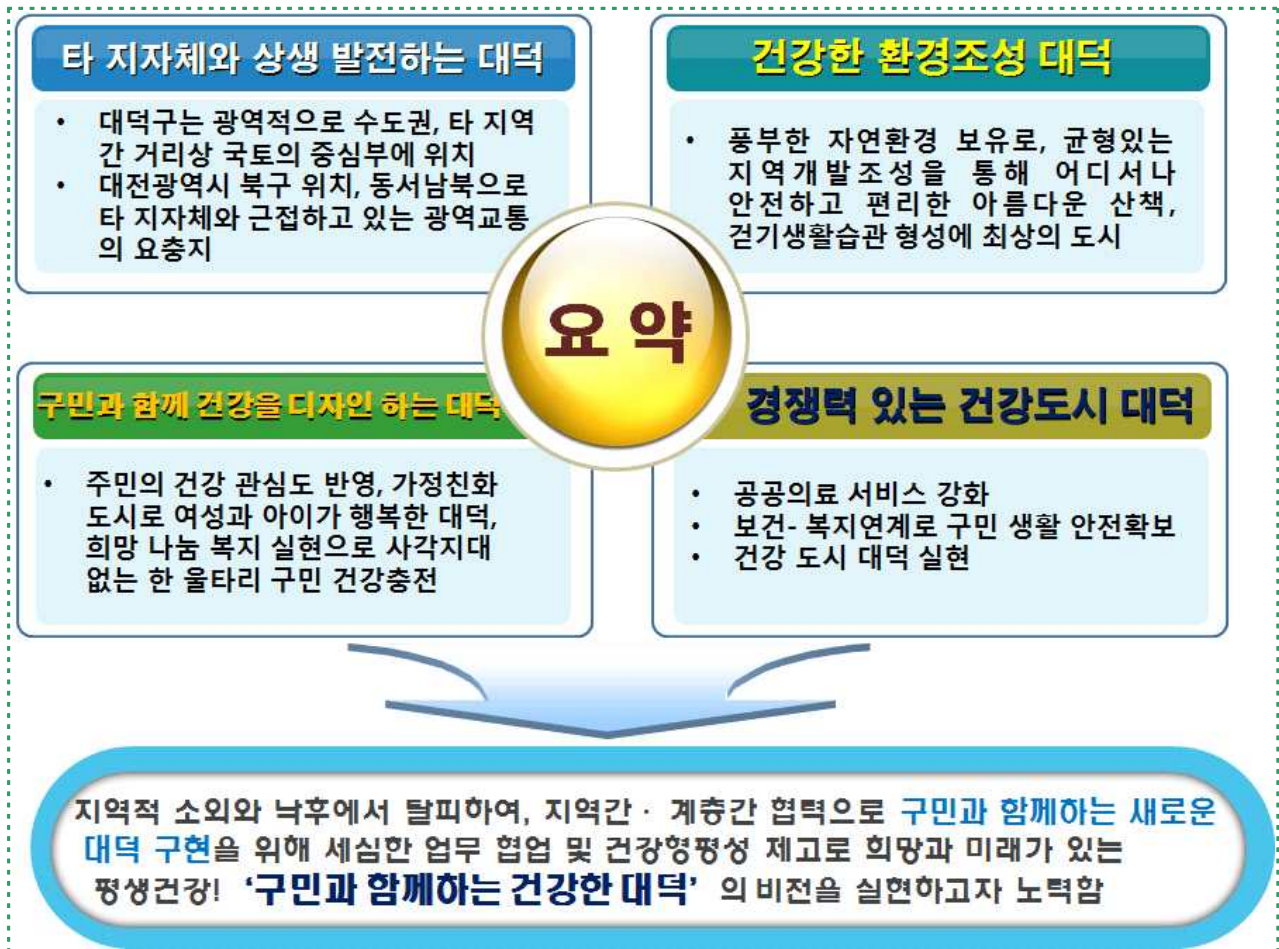 타 지자체와 상생 발전하는 대덕
• 대덕구는 광역적으로 수도권, 타 지역
간 거리상 국토의 중심부에 위치
• 대전광역시 북구 위치, 동서남북으로
타 지자체와 근접하고 있는 광역교통
의 요충지
건강한 환경조성 대덕
• 풍부한 자연환경 보유로, 균형있는
지역개발조성을 통해 어디서나
안전하고 편리한 아름다운 산책,
걷기생활습관 형성에 최상의 도시
요약
구민과 함께 건강을 디자인 하는 대덕
• 주민의 건강 관심도 반영, 가정친화
도시로 여성과 아이가 행복한 대덕,
희망 나눔 복지 실현으로 사각지대
없는 한 울타리 구민 건강충전
경쟁력 있는 건강도시 대덕
• 공공의료 서비스 강화
• 보건- 복지연계로 구민 생활 안전확보
• 건강 도시 대덕 실현
지역적 소외와 낙후에서 탈피하여, 지역간 · 계층간 협력으로 구민과 함께하는 새로운
대덕 구현을 위해 세심한 업무 협업 및 건강형평성 제고로 희망과 미래가 있는
평생건강! ‘구민과 함께하는 건강한 대덕’ 의 비전을 실현하고자 노력함